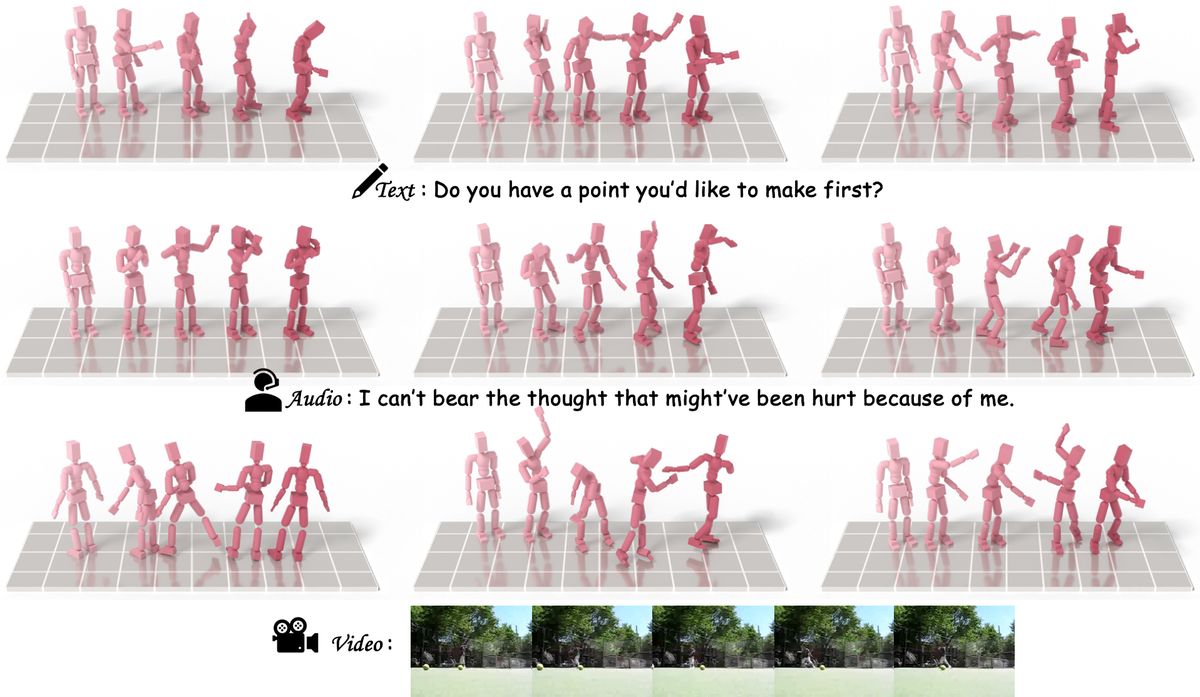 Text : Do you have a point you'd like to make first?
Audio : I can't bear the thought that might've been hurt because of me.
Video :